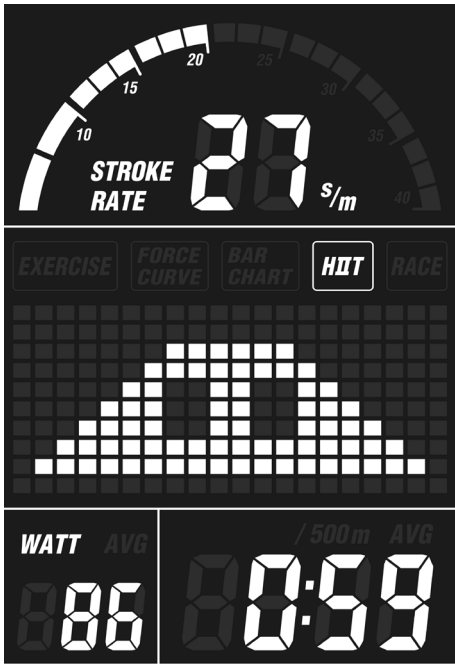 20
25
15
30
10
35
STROKE
RATE
27
s/m
40
EXERCISE
FORCE
CURVE
BAR
CHART
HIIT
RACE
WATT AVG
86
/500m AVG
0:59